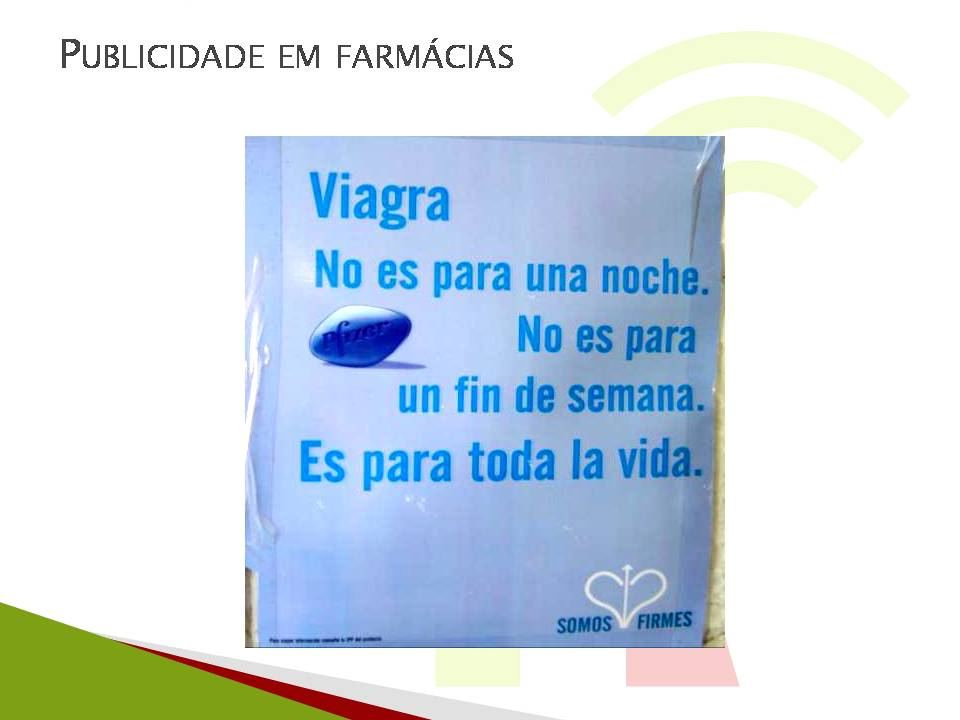 PUBLICIDADE EM FARMÁCIAS
Viagra
No es para una noche.
Pfizer
No es para
un fin de semana.
Es para toda la vida.
SOMOS FIRMES